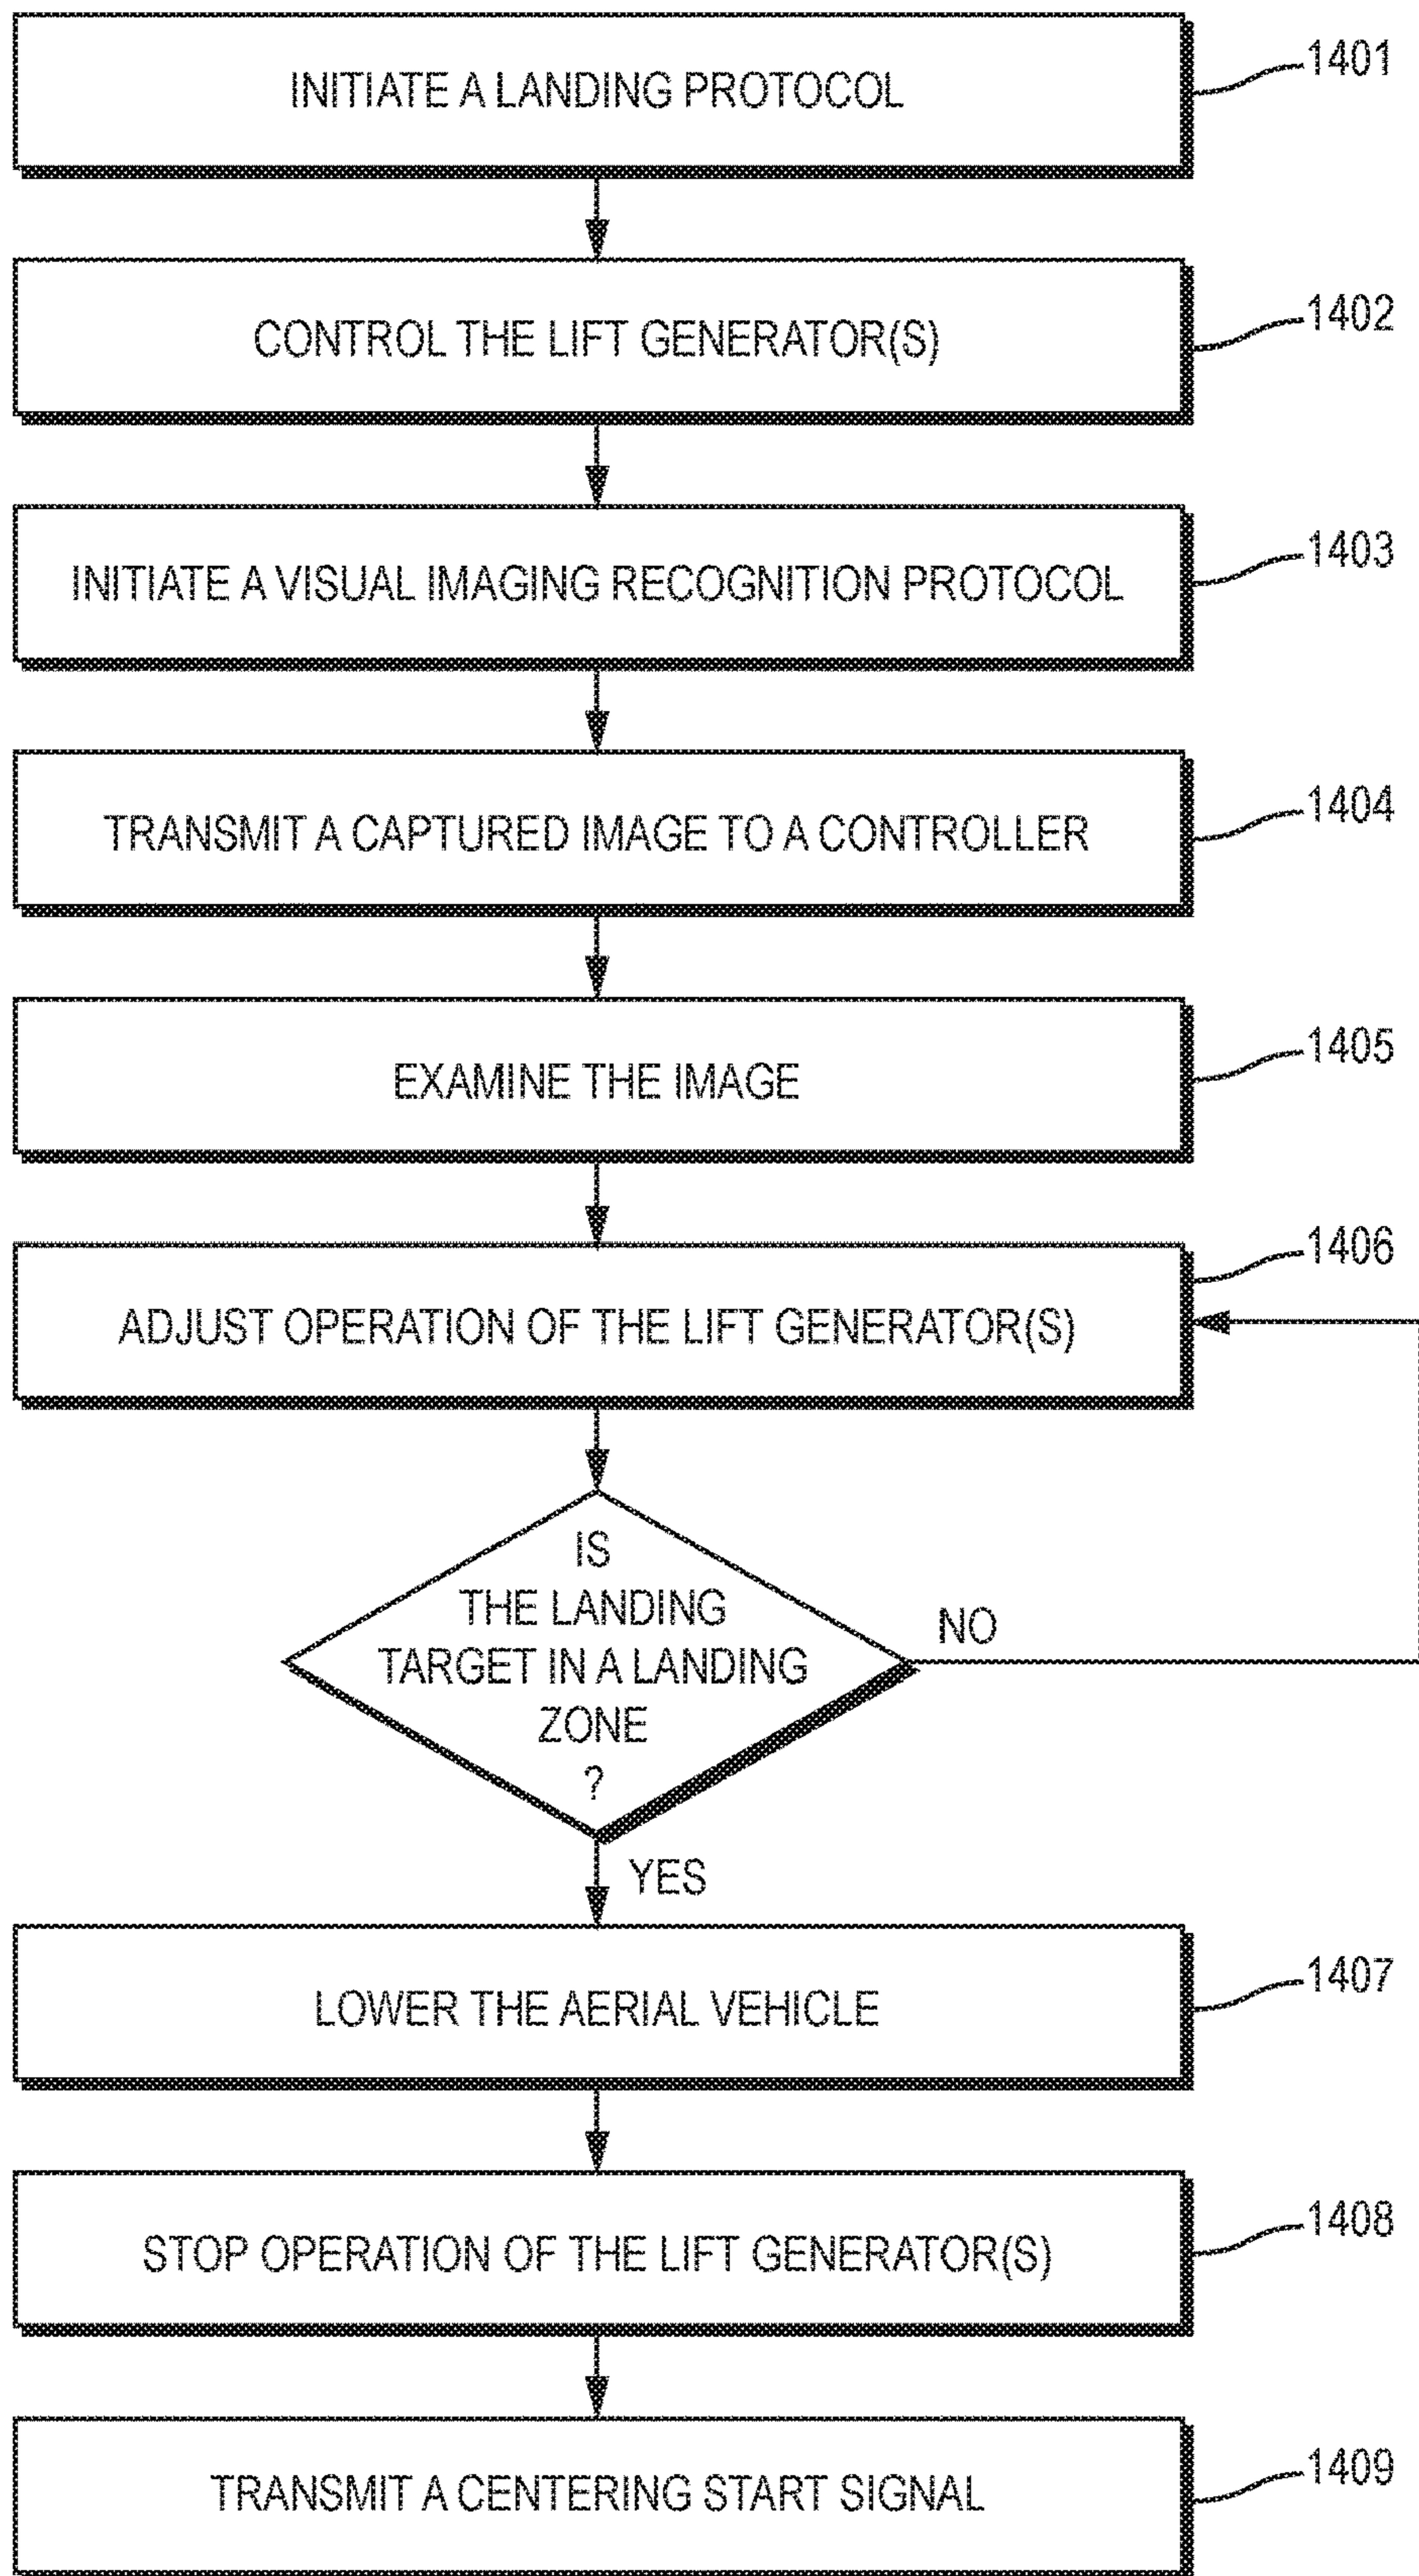 INITIATE A LANDING PROTOCOL
1401
CONTROL THE LIFT GENERATOR(S)
1402
INITIATE A VISUAL IMAGING RECOGNITION PROTOCOL
1403
TRANSMIT A CAPTURED IMAGE TO A CONTROLLER
1404
EXAMINE THE IMAGE
1405
ADJUST OPERATION OF THE LIFT GENERATOR(S)
1406
IS
THE LANDING
TARGET IN A LANDING
ZONE
?
NO
YES
LOWER THE AERIAL VEHICLE
1407
STOP OPERATION OF THE LIFT GENERATOR(S)
1408
TRANSMIT A CENTERING START SIGNAL
1409